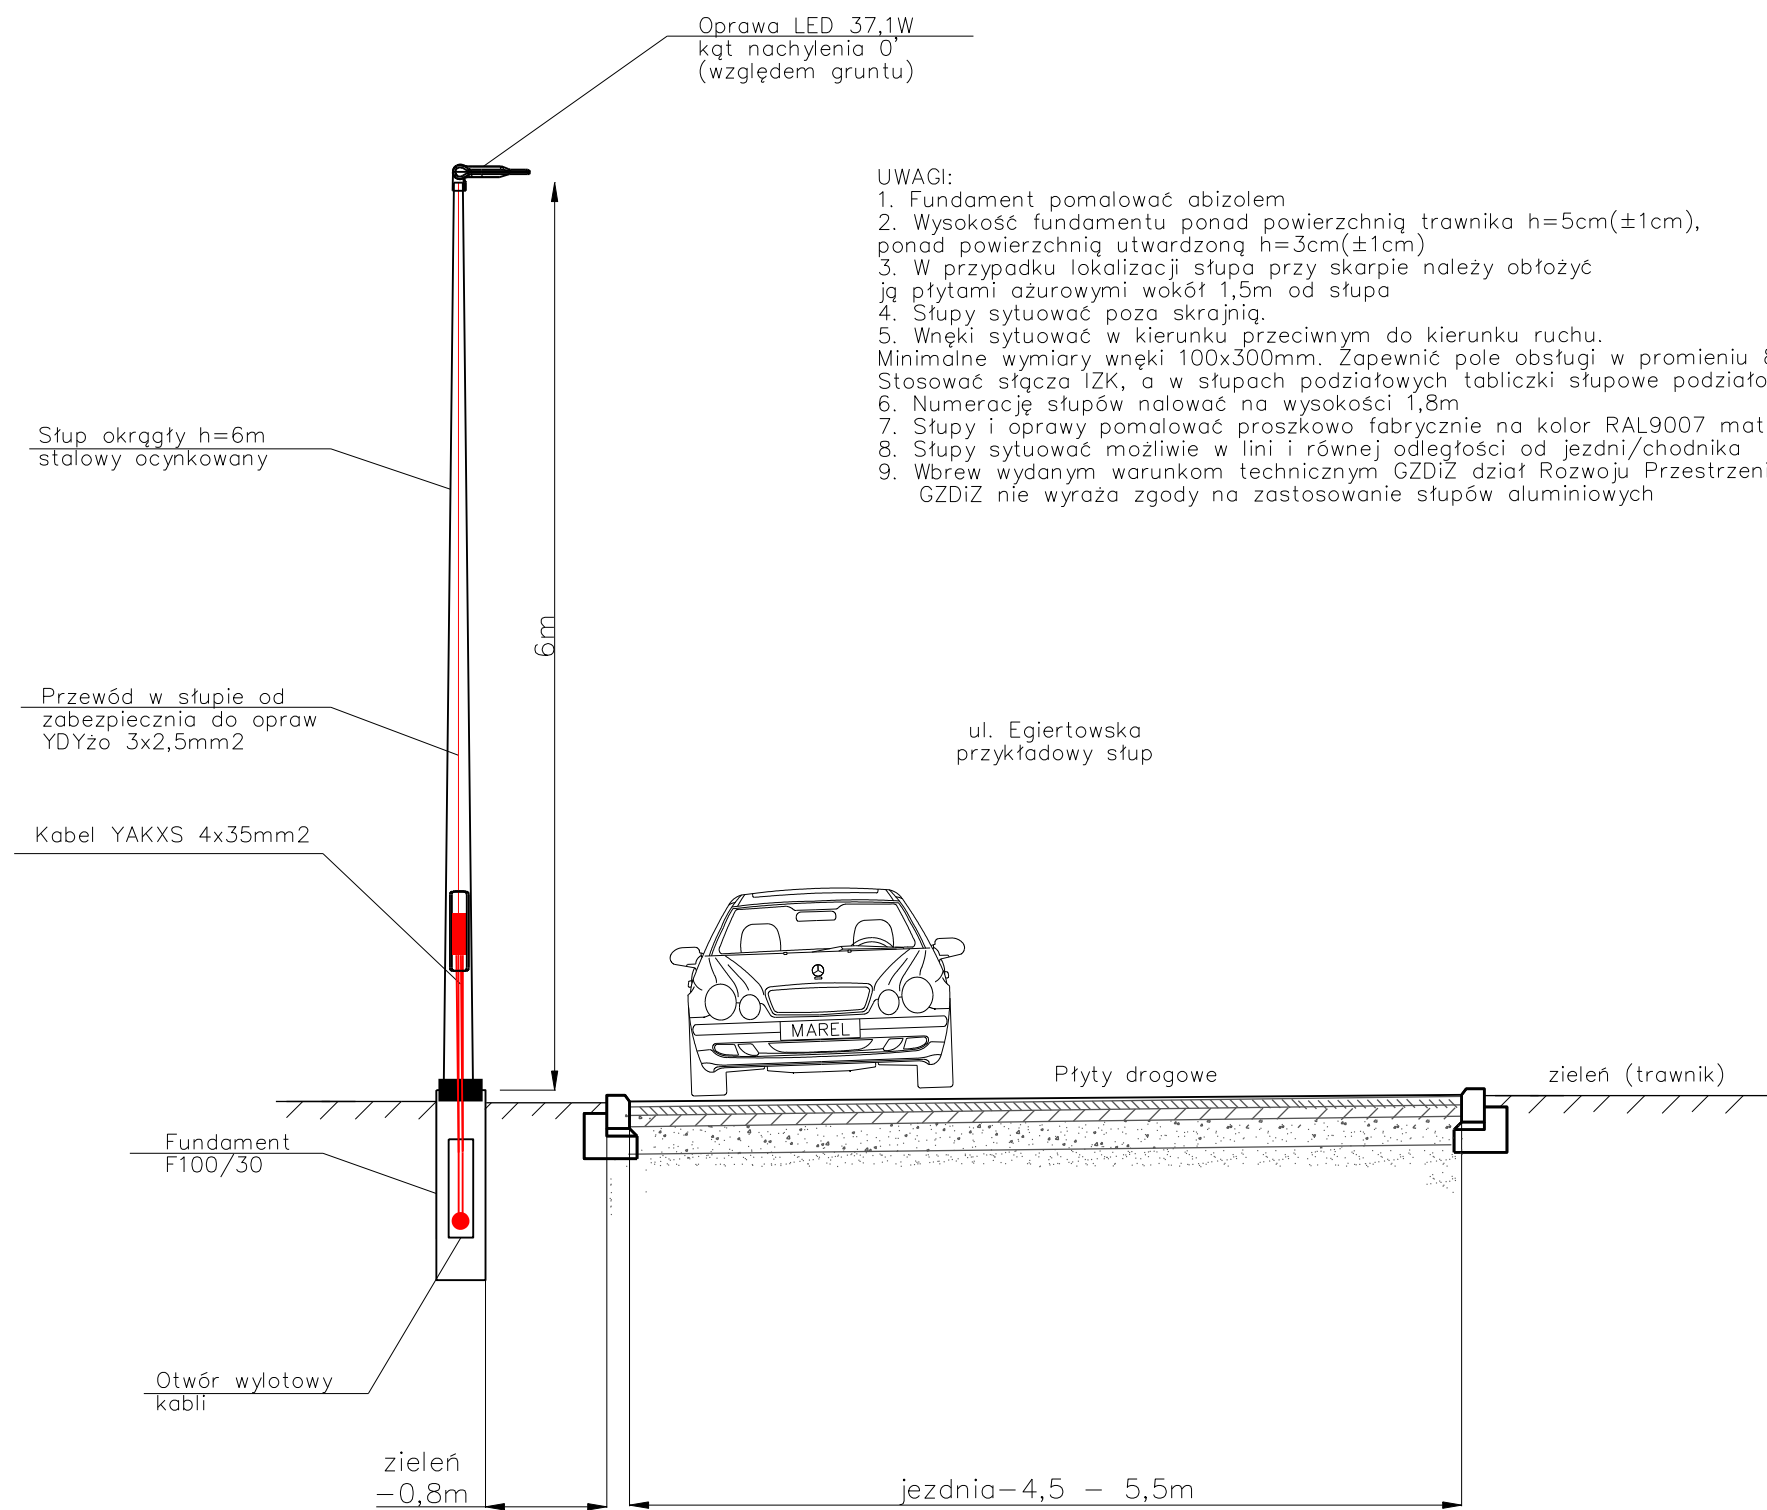 Oprawa LED 37,1W
kąt nachylenia 0°
(względem gruntu)
UWAGI:
1. Fundament pomalować abizolem
2. Wysokość fundamentu ponad powierzchnią trawnika h=5cm(±1cm),
ponad powierzchnią utwardzoną h=3cm(±1cm)
3. W przypadku lokalizacji słupa przy skarpie należy obłożyć
ją płytami ażurowymi wokół 1,5m od słupa
4. Słupy sytuować poza skrajnią.
5. Wnęki sytuować w kierunku przeciwnym do kierunku ruchu.
Minimalne wymiary wnęki 100x300mm. Zapewnić pole obsługi w promieniu
Stosować słącza IZK, a w słupach podziałowych tabliczki słupowe
6. Numerację słupów nalować na wysokości 1,8m
7. Słupy i oprawy pomalować proszkowo fabrycznie na kolor RAL9007 mat
8. Słupy sytuować możliwie w lini i równej odległości od jezdni/chodnika
9. Wbrew wydanym warunkom technicznym GZDiZ dział Rozwoju
GZDiZ nie wyraża zgody na zastosowanie słupów aluminiowych
Słup okrągły h=6m
stalowy ocynkowany
6m
Przewód w słupie od
zabezpiecznia do opraw
YDYżo 3x2,5mm2
ul. Egiertowska
przykładowy słup
Kabel YAKXS 4x35mm2
MAREL
Płyty drogowe
zieleń (trawnik)
Fundament
F100/30
Otwór wylotowy
kabli
zieleń
-0,8m
jezdnia-4,5 - 5,5m